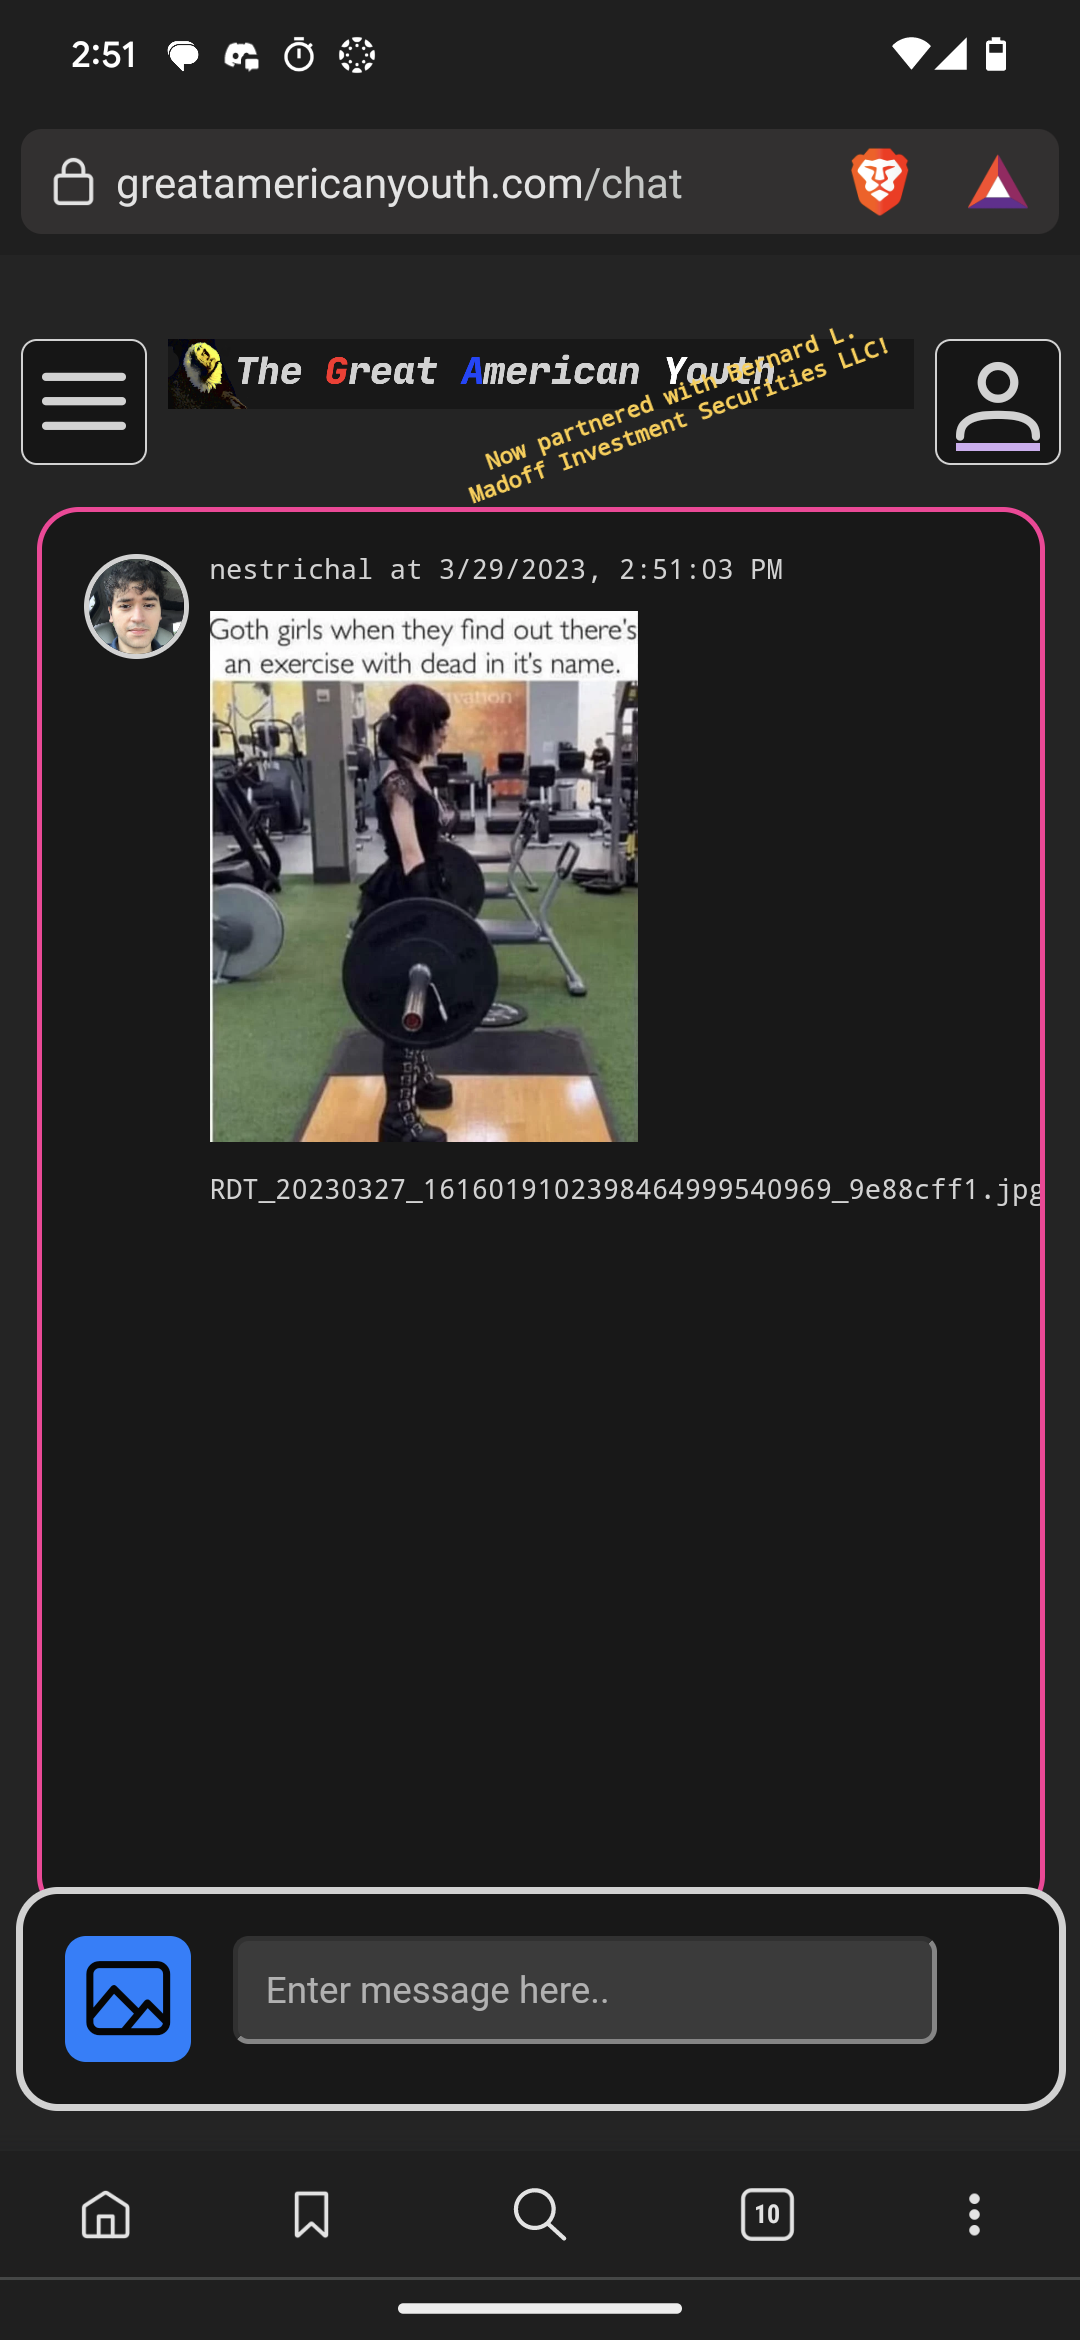 2:51
greatamericanyouth.com/chat
The Great American Youth
Now partnered with Bernard L.
Madoff Investment Securities LLC!
nestrichal at 3/29/2023, 2:51:03 PM
Goth girls when they find out there's
an exercise with dead in it's name.
vation
RDT_20230327_1616019102398464999540969_9e88cff1.jpg
Enter message here..
10